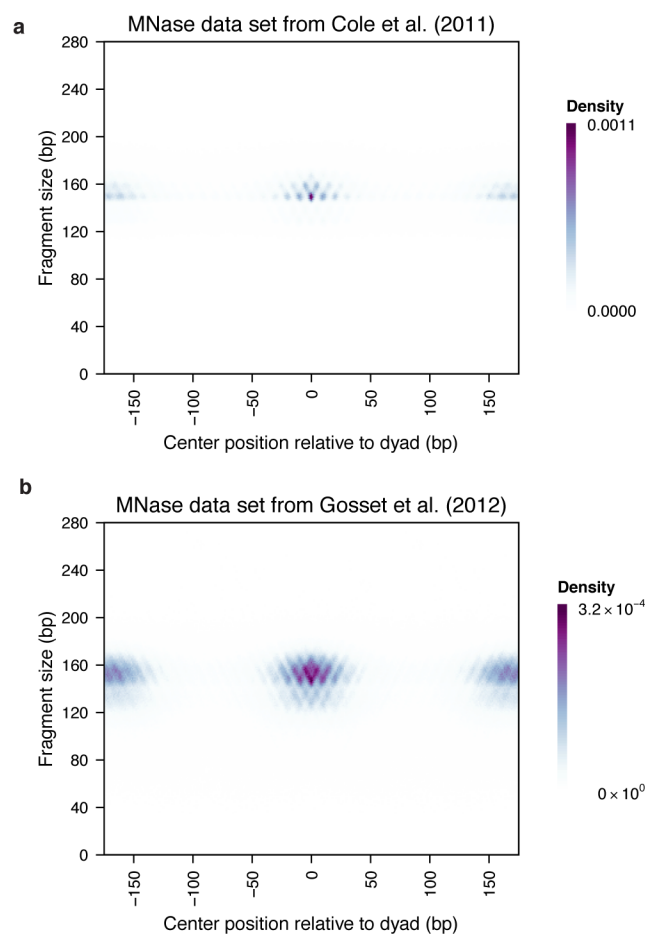 a
MNase data set from Cole et al. (2011)
280
240
200
160
120
80
40
0
Fragment size (bp)
−150
−100
−50
0
50
100
150
Center position relative to dyad (bp)
Density
0.0011
0.0000
b
MNase data set from Gosset et al. (2012)
280
240
200
160
120
80
40
0
Fragment size (bp)
−150
−100
−50
0
50
100
150
Center position relative to dyad (bp)
Density
3.2 × 10⁻⁴
0 × 10⁰